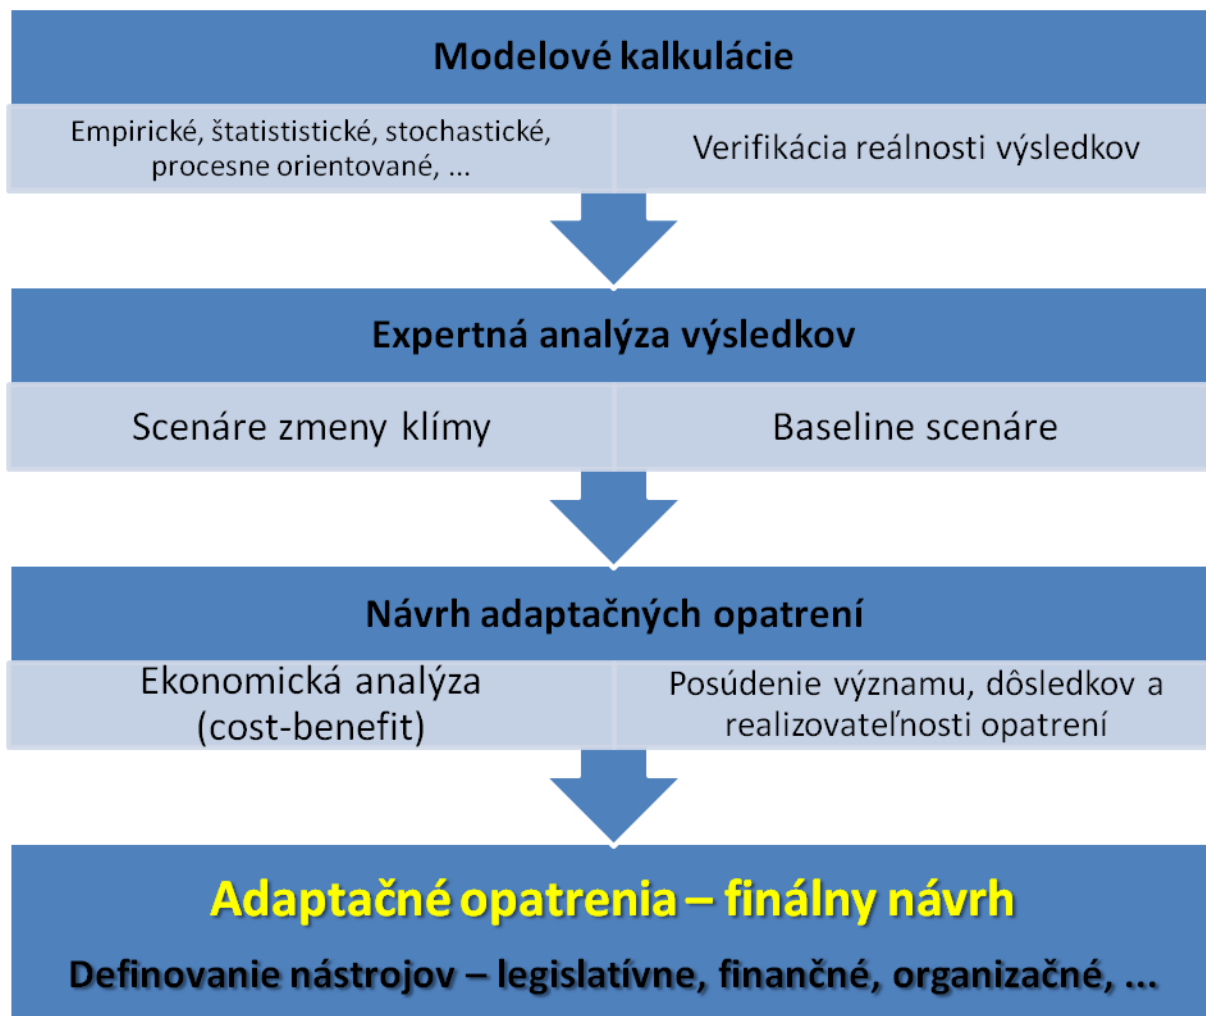 Modelové kalkulácie
Empirické, štatististické, stochastické,
procesne orientované, ...
Verifikácia reálnosti výsledkov
Expertná analýza výsledkov
Scenáre zmeny klímy
Baseline scenáre
Návrh adaptačných opatrení
Ekonomická analýza
(cost-benefit)
Posúdenie významu, dôsledkov a
realizovateľnosti opatrení
Adaptačné opatrenia – finálny návrh
Definovanie nástrojov – legislatívne, finančné, organizačné, ...